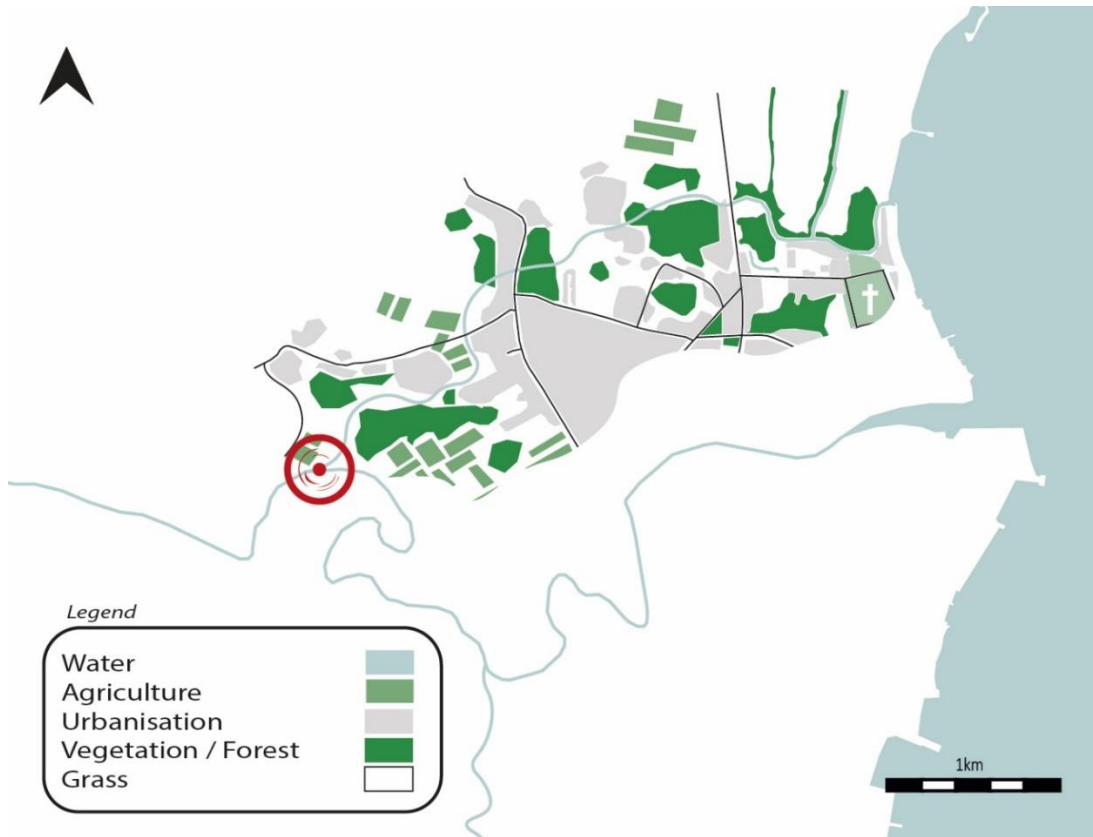 1km
Legend
Water
Agriculture
Urbanisation
Vegetation / Forest
Grass